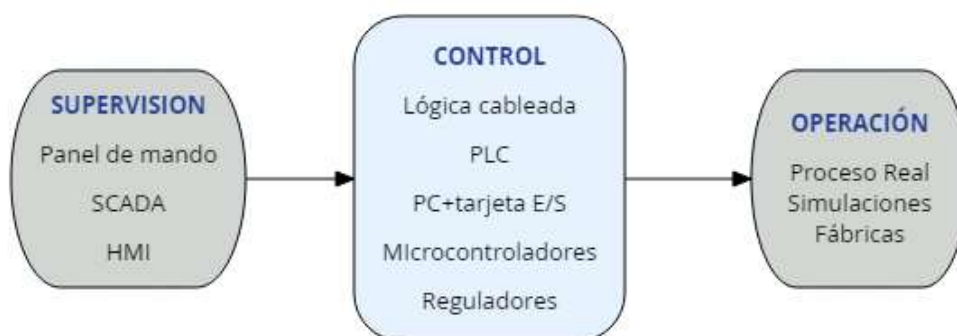 SUPERVISION
Panel de mando
SCADA
HMI
CONTROL
Lógica cableada
PLC
PC+tarjeta E/S
MIcrocontroladores
Reguladores
OPERACIÓN
Proceso Real
Simulaciones
Fábricas